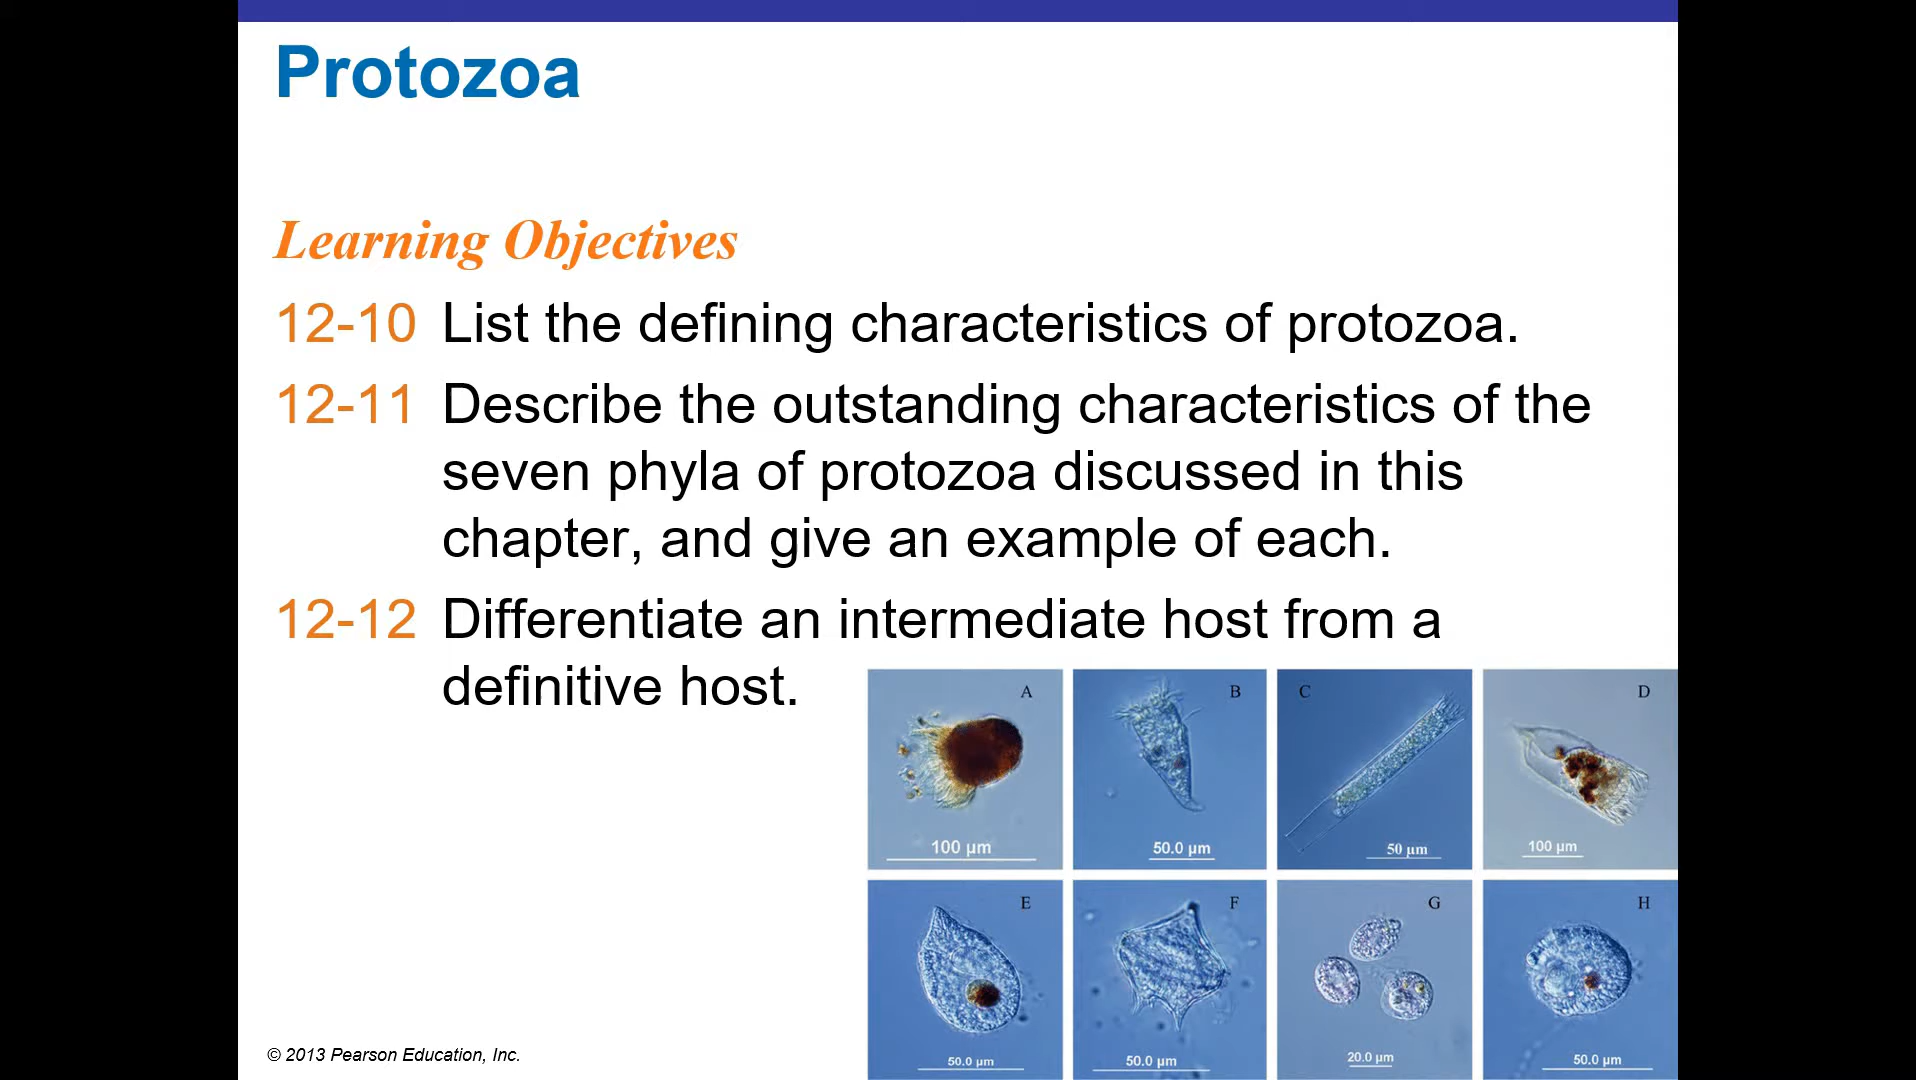 Protozoa
Learning Objectives
12-10 List the defining characteristics of protozoa.
12-11 Describe the outstanding characteristics of the
seven phyla of protozoa discussed in this
chapter, and give an example of each.
12-12 Differentiate an intermediate host from a
definitive host.
A B C D
100 µm 50.0 µm 50 µm 100 µm
E F G H
50.0 µm 50.0 µm 20.0 µm 50.0 µm
© 2013 Pearson Education, Inc.